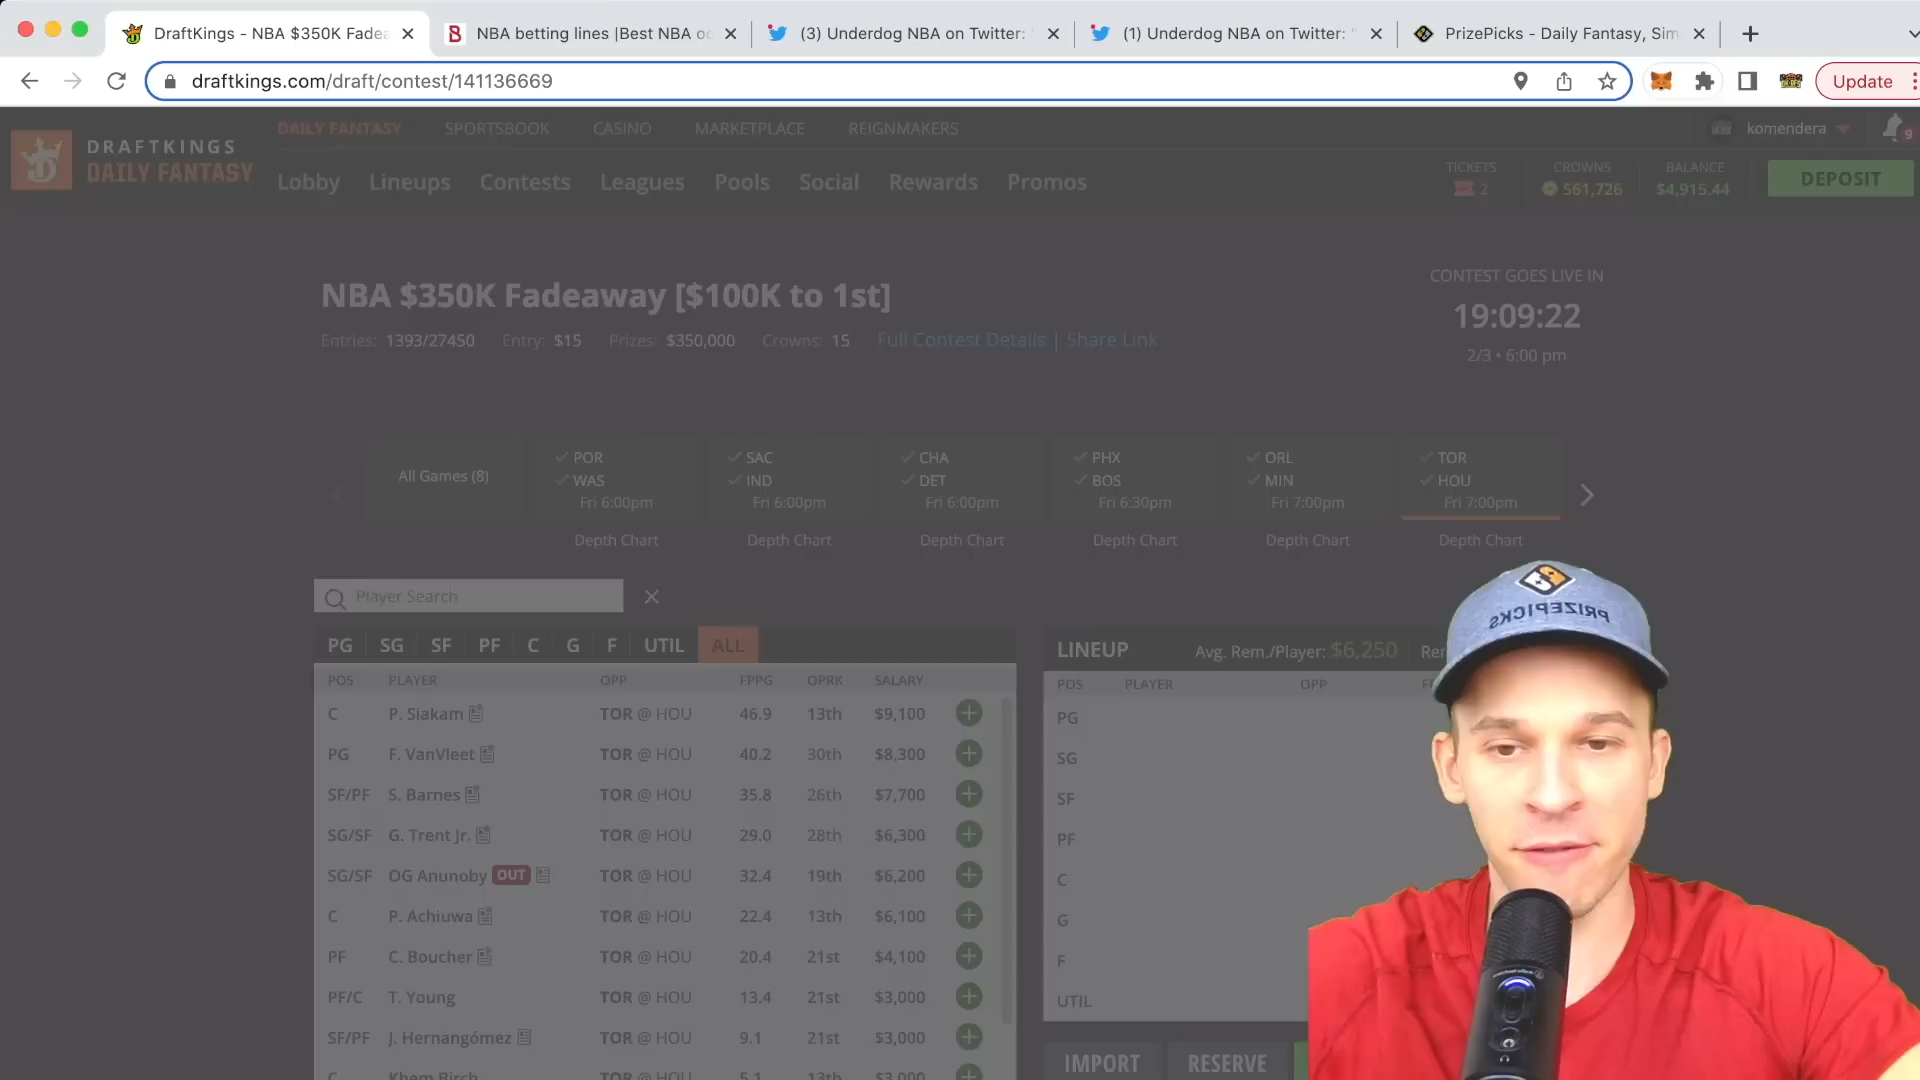 DraftKings - NBA $350K Fadea
NBA betting lines |Best NBA o
(3) Underdog NBA on Twitter: "
(1) Underdog NBA on Twitter: "
PrizePicks - Daily Fantasy, Sim
draftkings.com/draft/contest/141136669
Update
DRAFTKINGS
DAILY FANTASY
DAILY FANTASY SPORTSBOOK CASINO MARKETPLACE REIGNMAKERS
komendera
9
Lobby Lineups Contests Leagues Pools Social Rewards Promos
TICKETS
2
CROWNS
561,726
BALANCE
$4,915.44
DEPOSIT
NBA $350K Fadeaway [$100K to 1st]
Entries: 1393/27450 Entry: $15 Prizes: $350,000 Crowns: 15 Full Contest Details | Share Link
CONTEST GOES LIVE IN
19:09:22
2/3 • 6:00 pm
All Games (8)
POR
WAS
Fri 6:00pm
Depth Chart
SAC
IND
Fri 6:00pm
Depth Chart
CHA
DET
Fri 6:00pm
Depth Chart
PHX
BOS
Fri 6:30pm
Depth Chart
ORL
MIN
Fri 7:00pm
Depth Chart
TOR
HOU
Fri 7:00pm
Depth Chart
Player Search
PG SG SF PF C G F UTIL ALL
POS PLAYER OPP FPPG OPRK SALARY
C P. Siakam TOR @ HOU 46.9 13th $9,100
PG F. VanVleet TOR @ HOU 40.2 30th $8,300
SF/PF S. Barnes TOR @ HOU 35.8 26th $7,700
SG/SF G. Trent Jr. TOR @ HOU 29.0 28th $6,300
SG/SF OG Anunoby OUT TOR @ HOU 32.4 19th $6,200
C P. Achiuwa TOR @ HOU 22.4 13th $6,100
PF C. Boucher TOR @ HOU 20.4 21st $4,100
PF/C T. Young TOR @ HOU 13.4 21st $3,000
SF/PF J. Hernangómez TOR @ HOU 9.1 21st $3,000
C Khem Birch TOR @ HOU 5.1 13th $3,000
LINEUP Avg. Rem./Player: $6,250 Re
POS PLAYER OPP
PG
SG
SF
PF
C
G
F
UTIL
IMPORT RESERVE
PRIZEPICKS